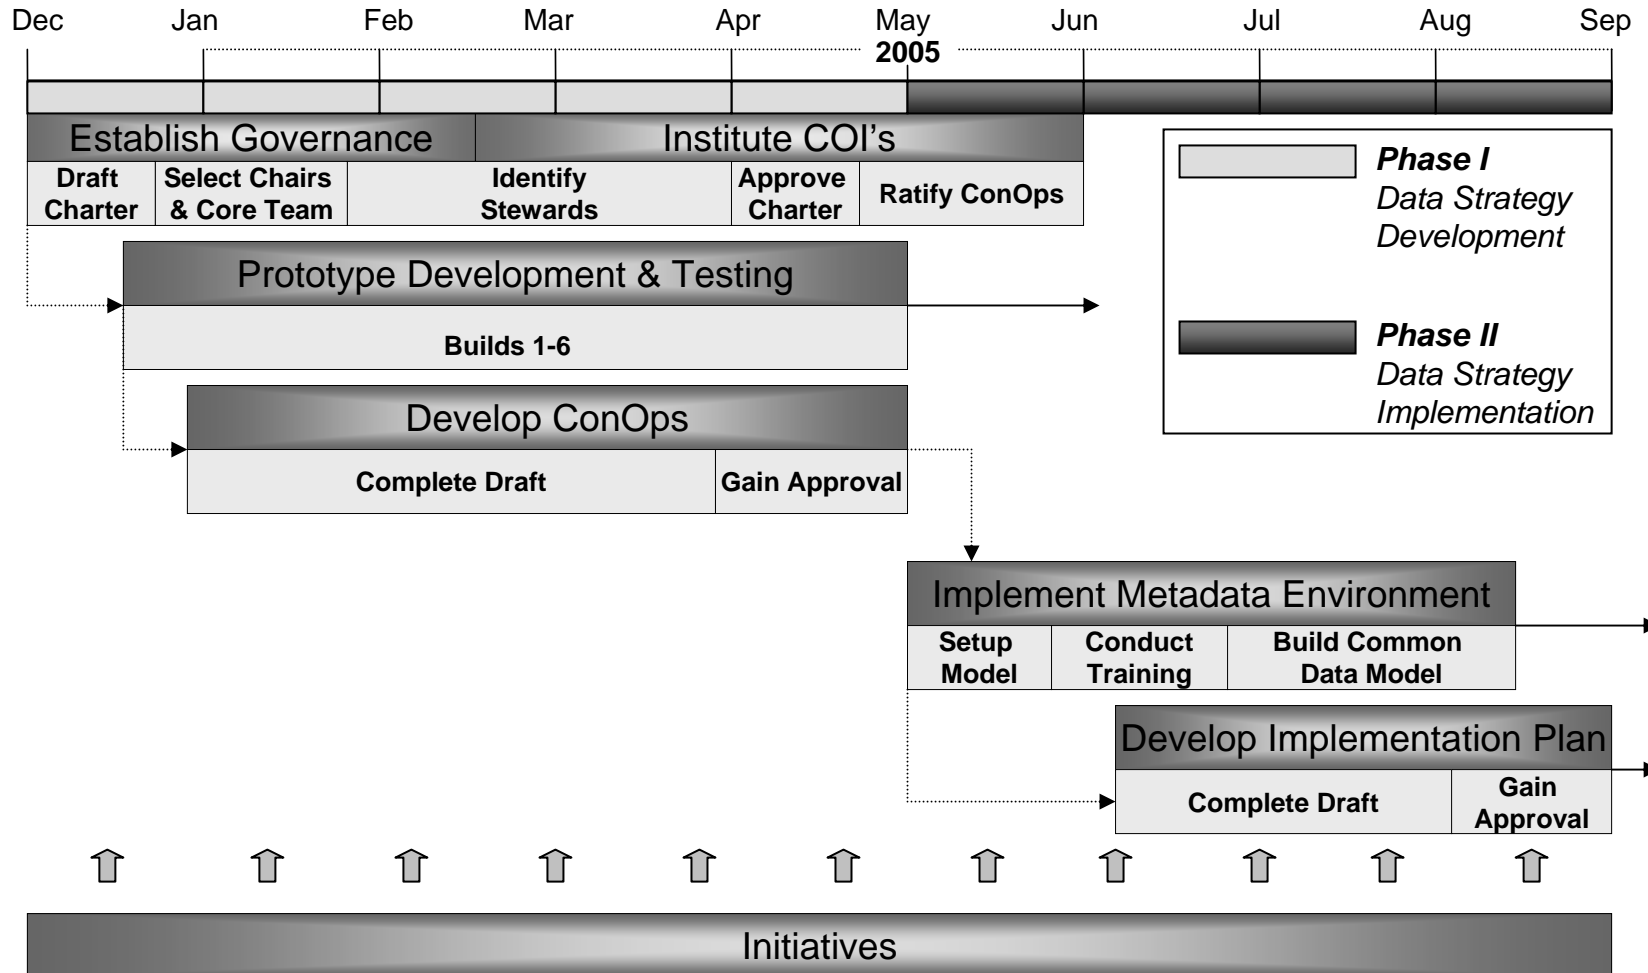 Dec Jan Feb Mar Apr May Jun Jul Aug Sep
2005
Establish Governance
Institute COI's
Draft
Charter
Select Chairs
& Core Team
Identify
Stewards
Approve
Charter
Ratify ConOps
Phase I
Data Strategy
Development
Phase II
Data Strategy
Implementation
Prototype Development & Testing
Builds 1-6
Develop ConOps
Complete Draft
Gain Approval
Implement Metadata Environment
Setup
Model
Conduct
Training
Build Common
Data Model
Develop Implementation Plan
Complete Draft
Gain
Approval
Initiatives